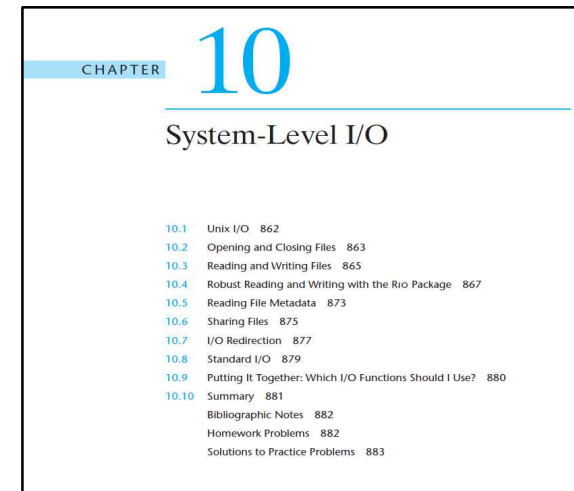 CHAPTER 10
System-Level I/O
10.1 Unix I/O 862
10.2 Opening and Closing Files 863
10.3 Reading and Writing Files 865
10.4 Robust Reading and Writing with the RIO Package 867
10.5 Reading File Metadata 873
10.6 Sharing Files 875
10.7 I/O Redirection 877
10.8 Standard I/O 879
10.9 Putting It Together: Which I/O Functions Should I Use? 880
10.10 Summary 881
Bibliographic Notes 882
Homework Problems 882
Solutions to Practice Problems 883